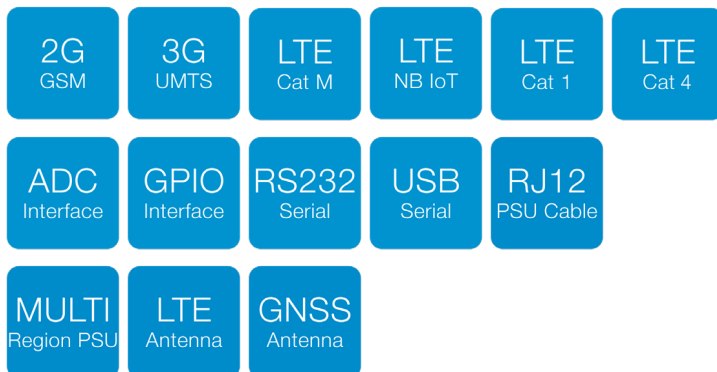 2G
GSM
3G
UMTS
LTE
Cat M
LTE
NB IoT
LTE
Cat 1
LTE
Cat 4
ADC
Interface
GPIO
Interface
RS232
Serial
USB
Serial
RJ12
PSU Cable
MULTI
Region PSU
LTE
Antenna
GNSS
Antenna